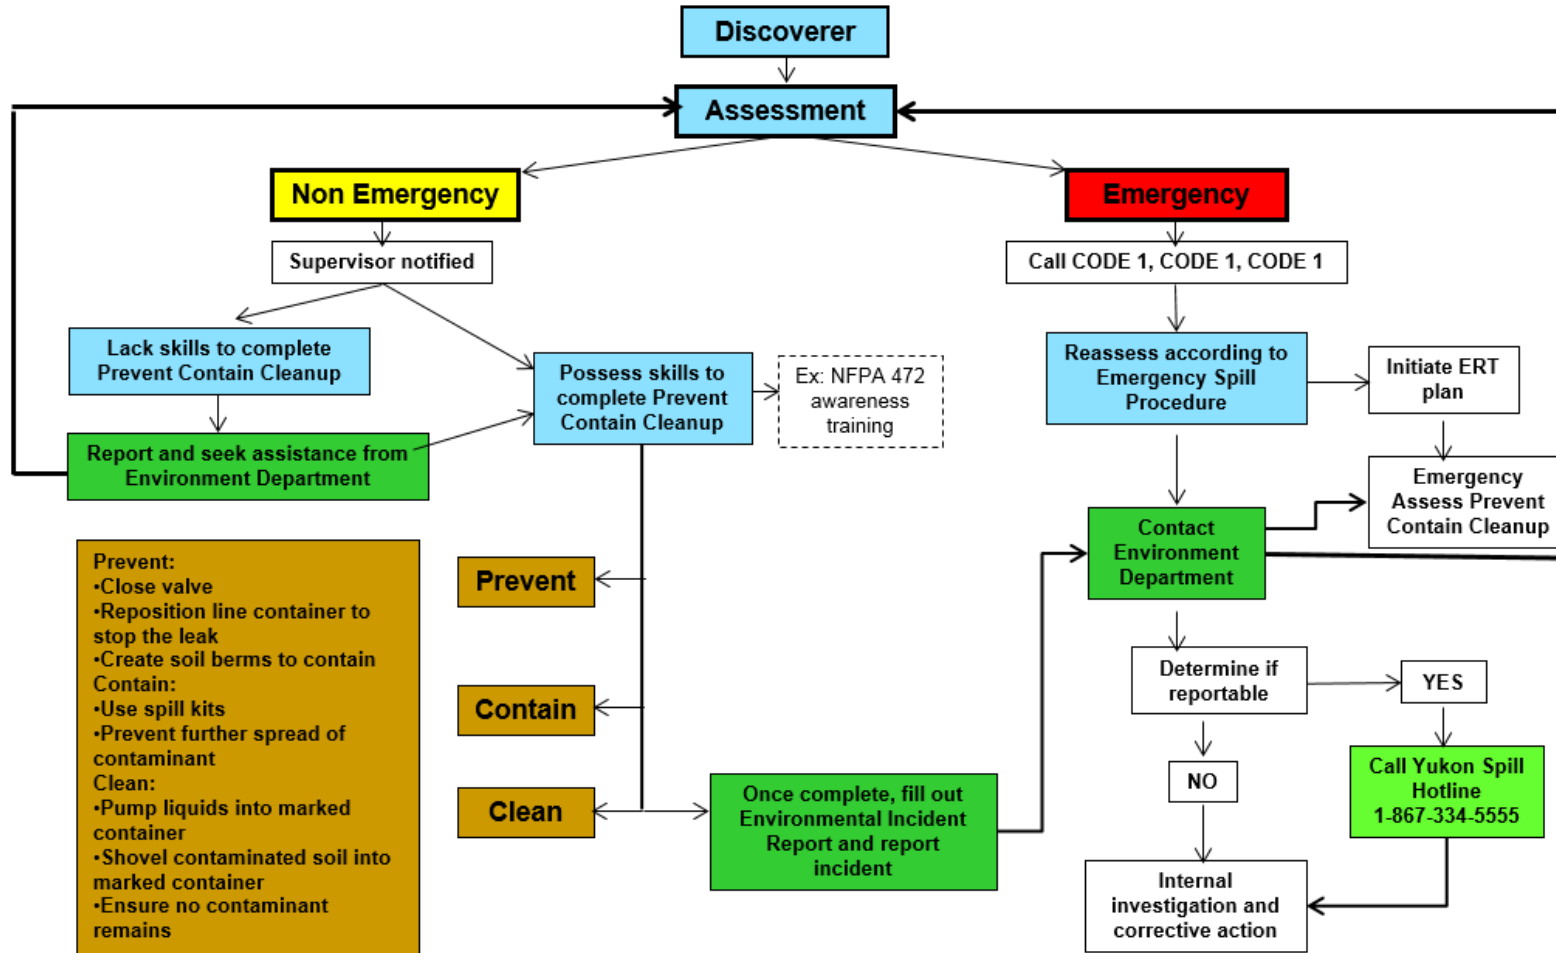 Discoverer
Assessment
Non Emergency
Emergency
Supervisor notified
Call CODE 1, CODE 1, CODE 1
Lack skills to complete
Prevent Contain Cleanup
Possess skills to
complete Prevent
Contain Cleanup
Ex: NFPA 472
awareness
training
Reassess according to
Emergency Spill
Procedure
Initiate ERT
plan
Report and seek assistance from
Environment Department
Emergency
Assess Prevent
Contain Cleanup
Contact
Environment
Department
Prevent:
•Close valve
•Reposition line container to
stop the leak
•Create soil berms to contain
Contain:
•Use spill kits
•Prevent further spread of
contaminant
Clean:
•Pump liquids into marked
container
•Shovel contaminated soil into
marked container
•Ensure no contaminant
remains
Prevent
Contain
Clean
Once complete, fill out
Environmental Incident
Report and report
incident
Determine if
reportable
YES
NO
Call Yukon Spill
Hotline
1-867-334-5555
Internal
investigation and
corrective action